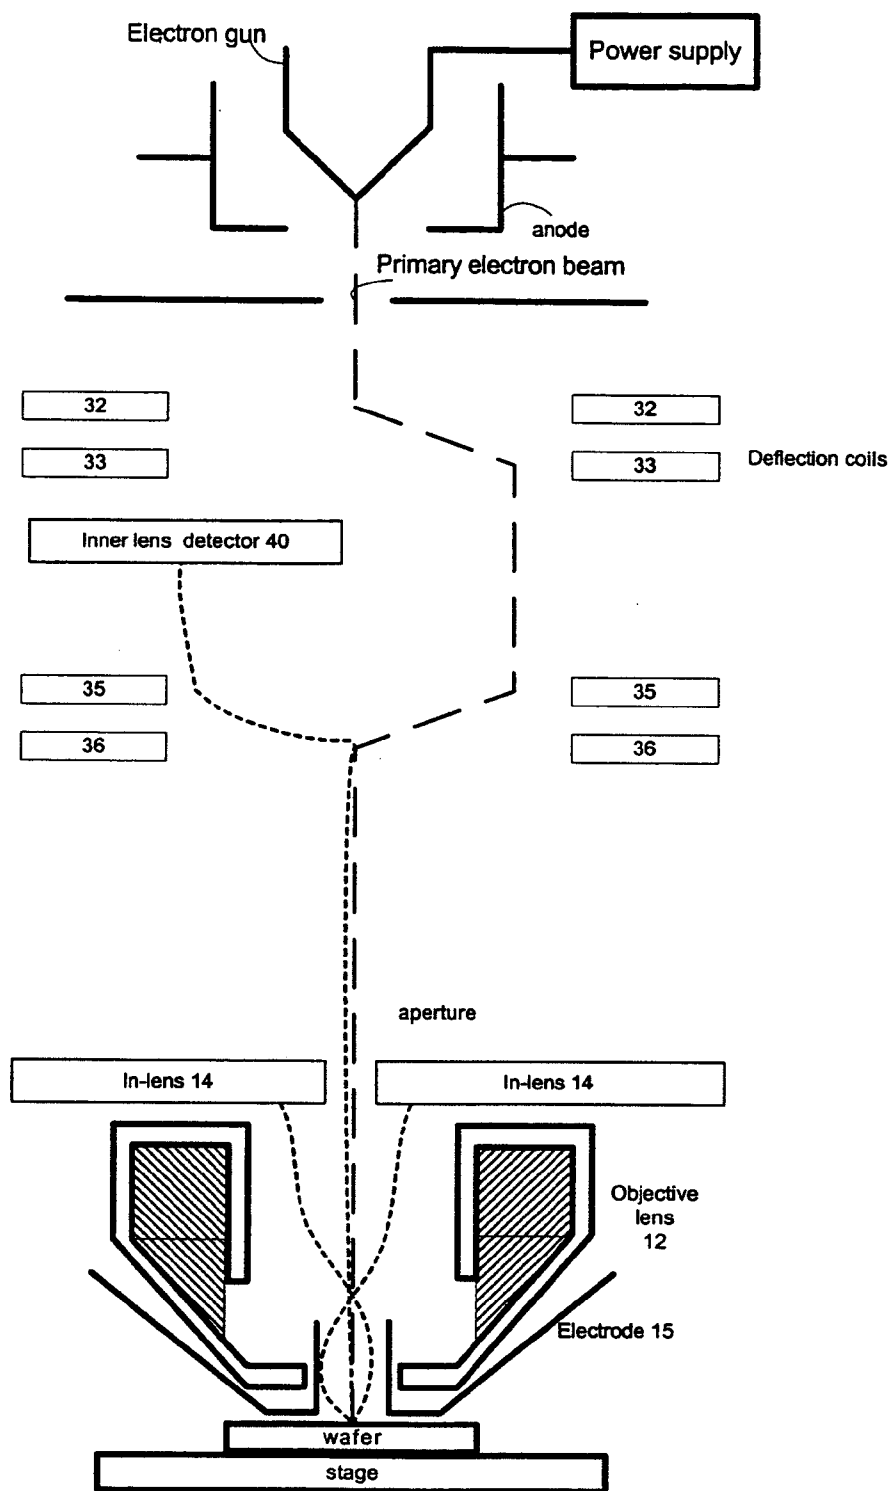 Electron gun
Power supply
anode
Primary electron beam
32
32
33
33
Deflection coils
Inner lens detector 40
35
35
36
36
aperture
In-lens 14
In-lens 14
Objective
lens
12
Electrode 15
wafer
stage